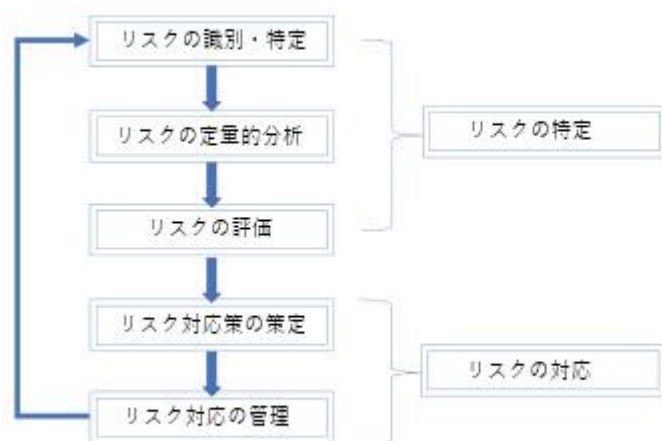 リスクの識別・特定
リスクの定量的分析
リスクの特定
リスクの評価
リスク対応策の策定
リスクの対応
リスク対応の管理